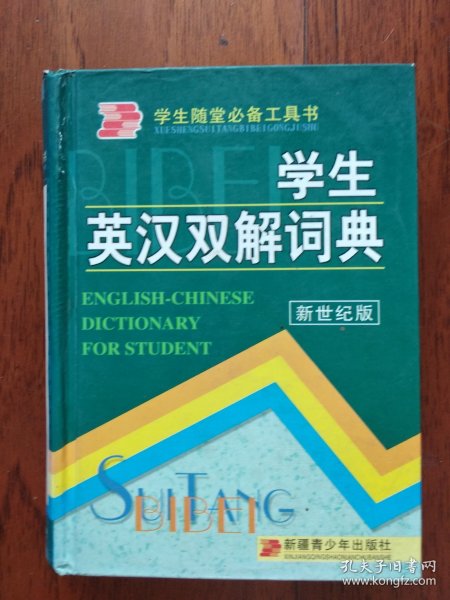 学生随堂必备工具书
XUESHENGSUITANGBIBEIGONGJUSHU
BIBEI
学生
英汉双解词典
ENGLISH-CHINESE
DICTIONARY
FOR STUDENT
新世纪版
SUITANG
BIBEI
新疆青少年出版社
XINJIANGQINGSHAONIANCHUBANSHE
孔夫子旧书网
www.kongfz.com